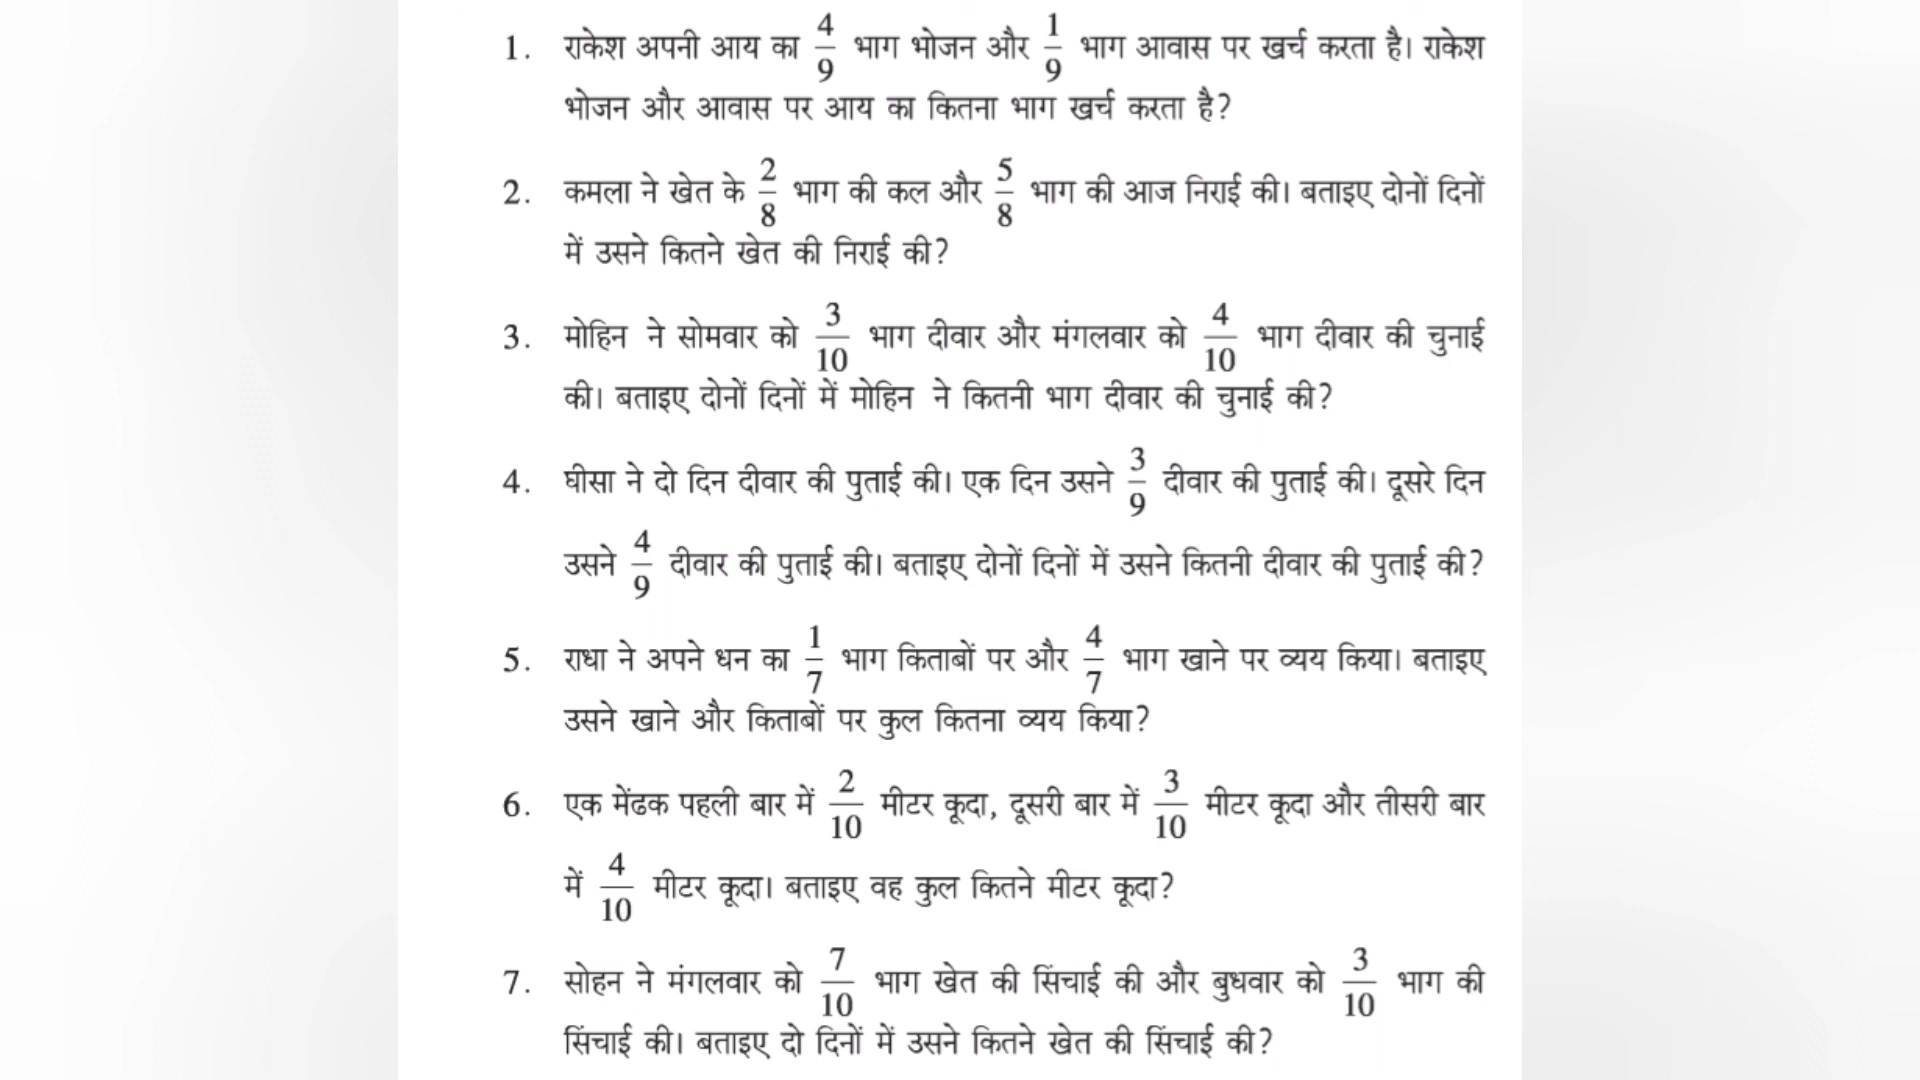 1. राकेश अपनी आय का 4/9 भाग भोजन और 1/9 भाग आवास पर खर्च करता है। राकेश
भोजन और आवास पर आय का कितना भाग खर्च करता है?
2. कमला ने खेत के 2/8 भाग की कल और 5/8 भाग की आज निराई की। बताइए दोनों दिनों
में उसने कितने खेत की निराई की?
3. मोहिन ने सोमवार को 3/10 भाग दीवार और मंगलवार को 4/10 भाग दीवार की चुनाई
की। बताइए दोनों दिनों में मोहिन ने कितनी भाग दीवार की चुनाई की?
4. घीसा ने दो दिन दीवार की पुताई की। एक दिन उसने 3/9 दीवार की पुताई की। दूसरे दिन
उसने 4/9 दीवार की पुताई की। बताइए दोनों दिनों में उसने कितनी दीवार की पुताई की?
5. राधा ने अपने धन का 1/7 भाग किताबों पर और 4/7 भाग खाने पर व्यय किया। बताइए
उसने खाने और किताबों पर कुल कितना व्यय किया?
6. एक मेंढक पहली बार में 2/10 मीटर कूदा, दूसरी बार में 3/10 मीटर कूदा और तीसरी बार
में 4/10 मीटर कूदा। बताइए वह कुल कितने मीटर कूदा?
7. सोहन ने मंगलवार को 7/10 भाग खेत की सिंचाई की और बुधवार को 3/10 भाग की
सिंचाई की। बताइए दो दिनों में उसने कितने खेत की सिंचाई की?